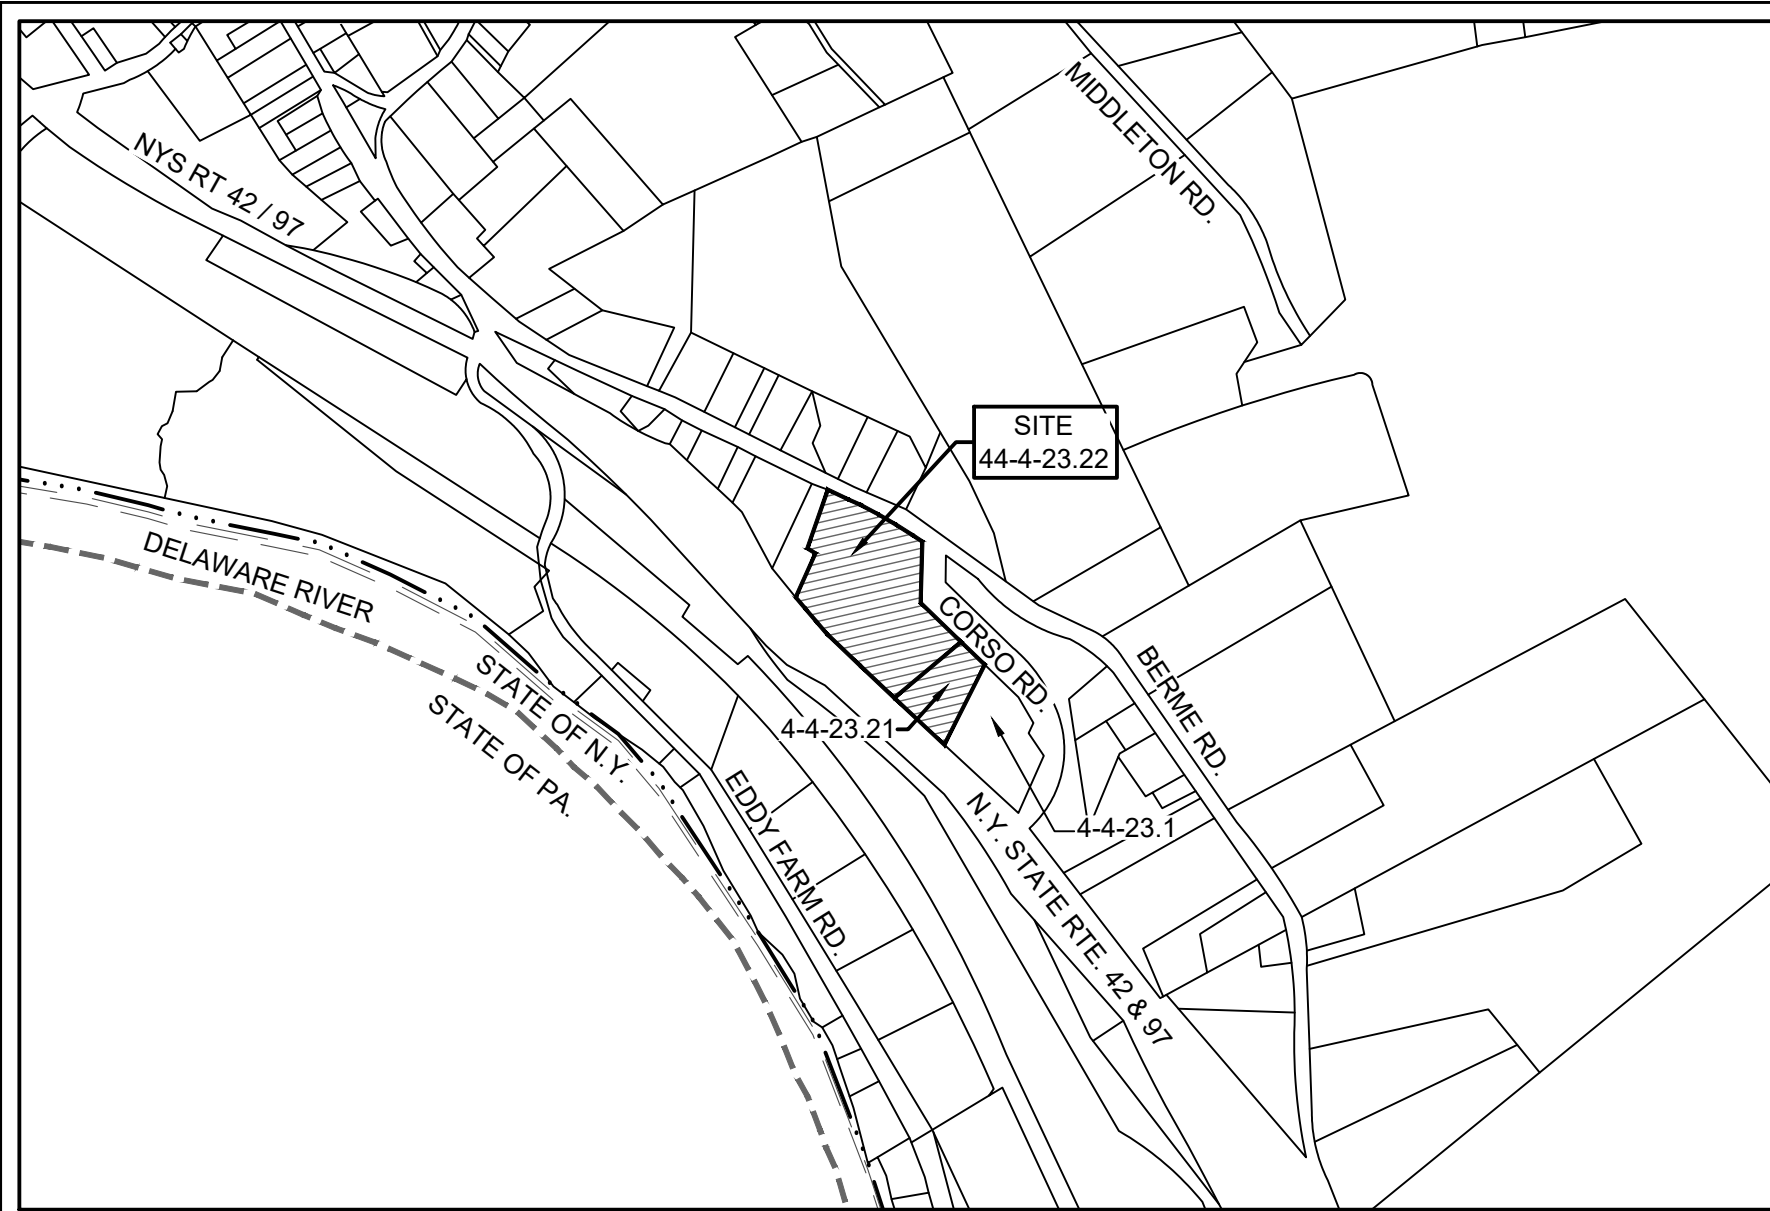 MIDDLETON RD.
NYS RT 42 / 97
SITE
44-4-23.22
DELAWARE RIVER
CORSO RD.
STATE OF N.Y.
STATE OF PA.
BERME RD.
4-4-23.21
EDDY FARM RD.
N.Y. STATE RTE. 42 & 97
4-4-23.1